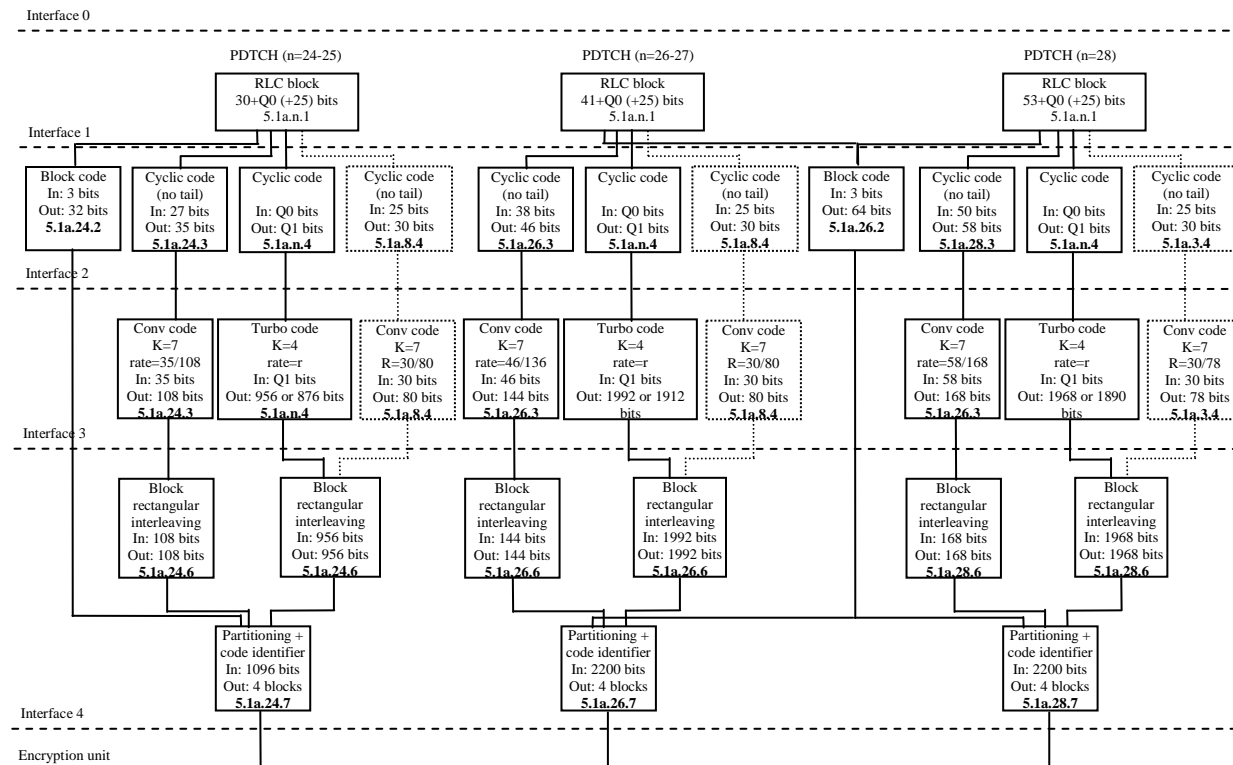 Interface 0
PDTCH (n=24-25)
PDTCH (n=26-27)
PDTCH (n=28)
RLC block
30+Q0 (+25) bits
5.1a.n.1
RLC block
41+Q0 (+25) bits
5.1a.n.1
RLC block
53+Q0 (+25) bits
5.1a.n.1
Interface 1
Block code
In: 3 bits
Out: 32 bits
5.1a.24.2
Cyclic code
(no tail)
In: 27 bits
Out: 35 bits
5.1a.24.3
Cyclic code
In: Q0 bits
Out: Q1 bits
5.1a.n.4
Cyclic code
(no tail)
In: 25 bits
Out: 30 bits
5.1a.8.4
Cyclic code
(no tail)
In: 38 bits
Out: 46 bits
5.1a.26.3
Cyclic code
In: Q0 bits
Out: Q1 bits
5.1a.n.4
Cyclic code
(no tail)
In: 25 bits
Out: 30 bits
5.1a.8.4
Block code
In: 3 bits
Out: 64 bits
5.1a.26.2
Cyclic code
(no tail)
In: 50 bits
Out: 58 bits
5.1a.28.3
Cyclic code
In: Q0 bits
Out: Q1 bits
5.1a.n.4
Cyclic code
(no tail)
In: 25 bits
Out: 30 bits
5.1a.3.4
Interface 2
Conv code
K=7
rate=35/108
In: 35 bits
Out: 108 bits
5.1a.24.3
Turbo code
K=4
rate=r
In: Q1 bits
Out: 956 or 876 bits
5.1a.n.4
Conv code
K=7
R=30/80
In: 30 bits
Out: 80 bits
5.1a.8.4
Conv code
K=7
rate=46/136
In: 46 bits
Out: 144 bits
5.1a.26.3
Turbo code
K=4
rate=r
In: Q1 bits
Out: 1992 or 1912
bits
5.1a.n.4
Conv code
K=7
R=30/80
In: 30 bits
Out: 80 bits
5.1a.8.4
Conv code
K=7
rate=58/168
In: 58 bits
Out: 168 bits
5.1a.26.3
Turbo code
K=4
rate=r
In: Q1 bits
Out: 1968 or 1890
bits
5.1a.n.4
Conv code
K=7
R=30/78
In: 30 bits
Out: 78 bits
5.1a.3.4
Interface 3
Block
rectangular
interleaving
In: 108 bits
Out: 108 bits
5.1a.24.6
Block
rectangular
interleaving
In: 956 bits
Out: 956 bits
5.1a.24.6
Block
rectangular
interleaving
In: 144 bits
Out: 144 bits
5.1a.26.6
Block
rectangular
interleaving
In: 1992 bits
Out: 1992 bits
5.1a.26.6
Block
rectangular
interleaving
In: 168 bits
Out: 168 bits
5.1a.28.6
Block
rectangular
interleaving
In: 1968 bits
Out: 1968 bits
5.1a.28.6
Partitioning +
code identifier
In: 1096 bits
Out: 4 blocks
5.1a.24.7
Partitioning +
code identifier
In: 2200 bits
Out: 4 blocks
5.1a.26.7
Partitioning +
code identifier
In: 2200 bits
Out: 4 blocks
5.1a.28.7
Interface 4
Encryption unit